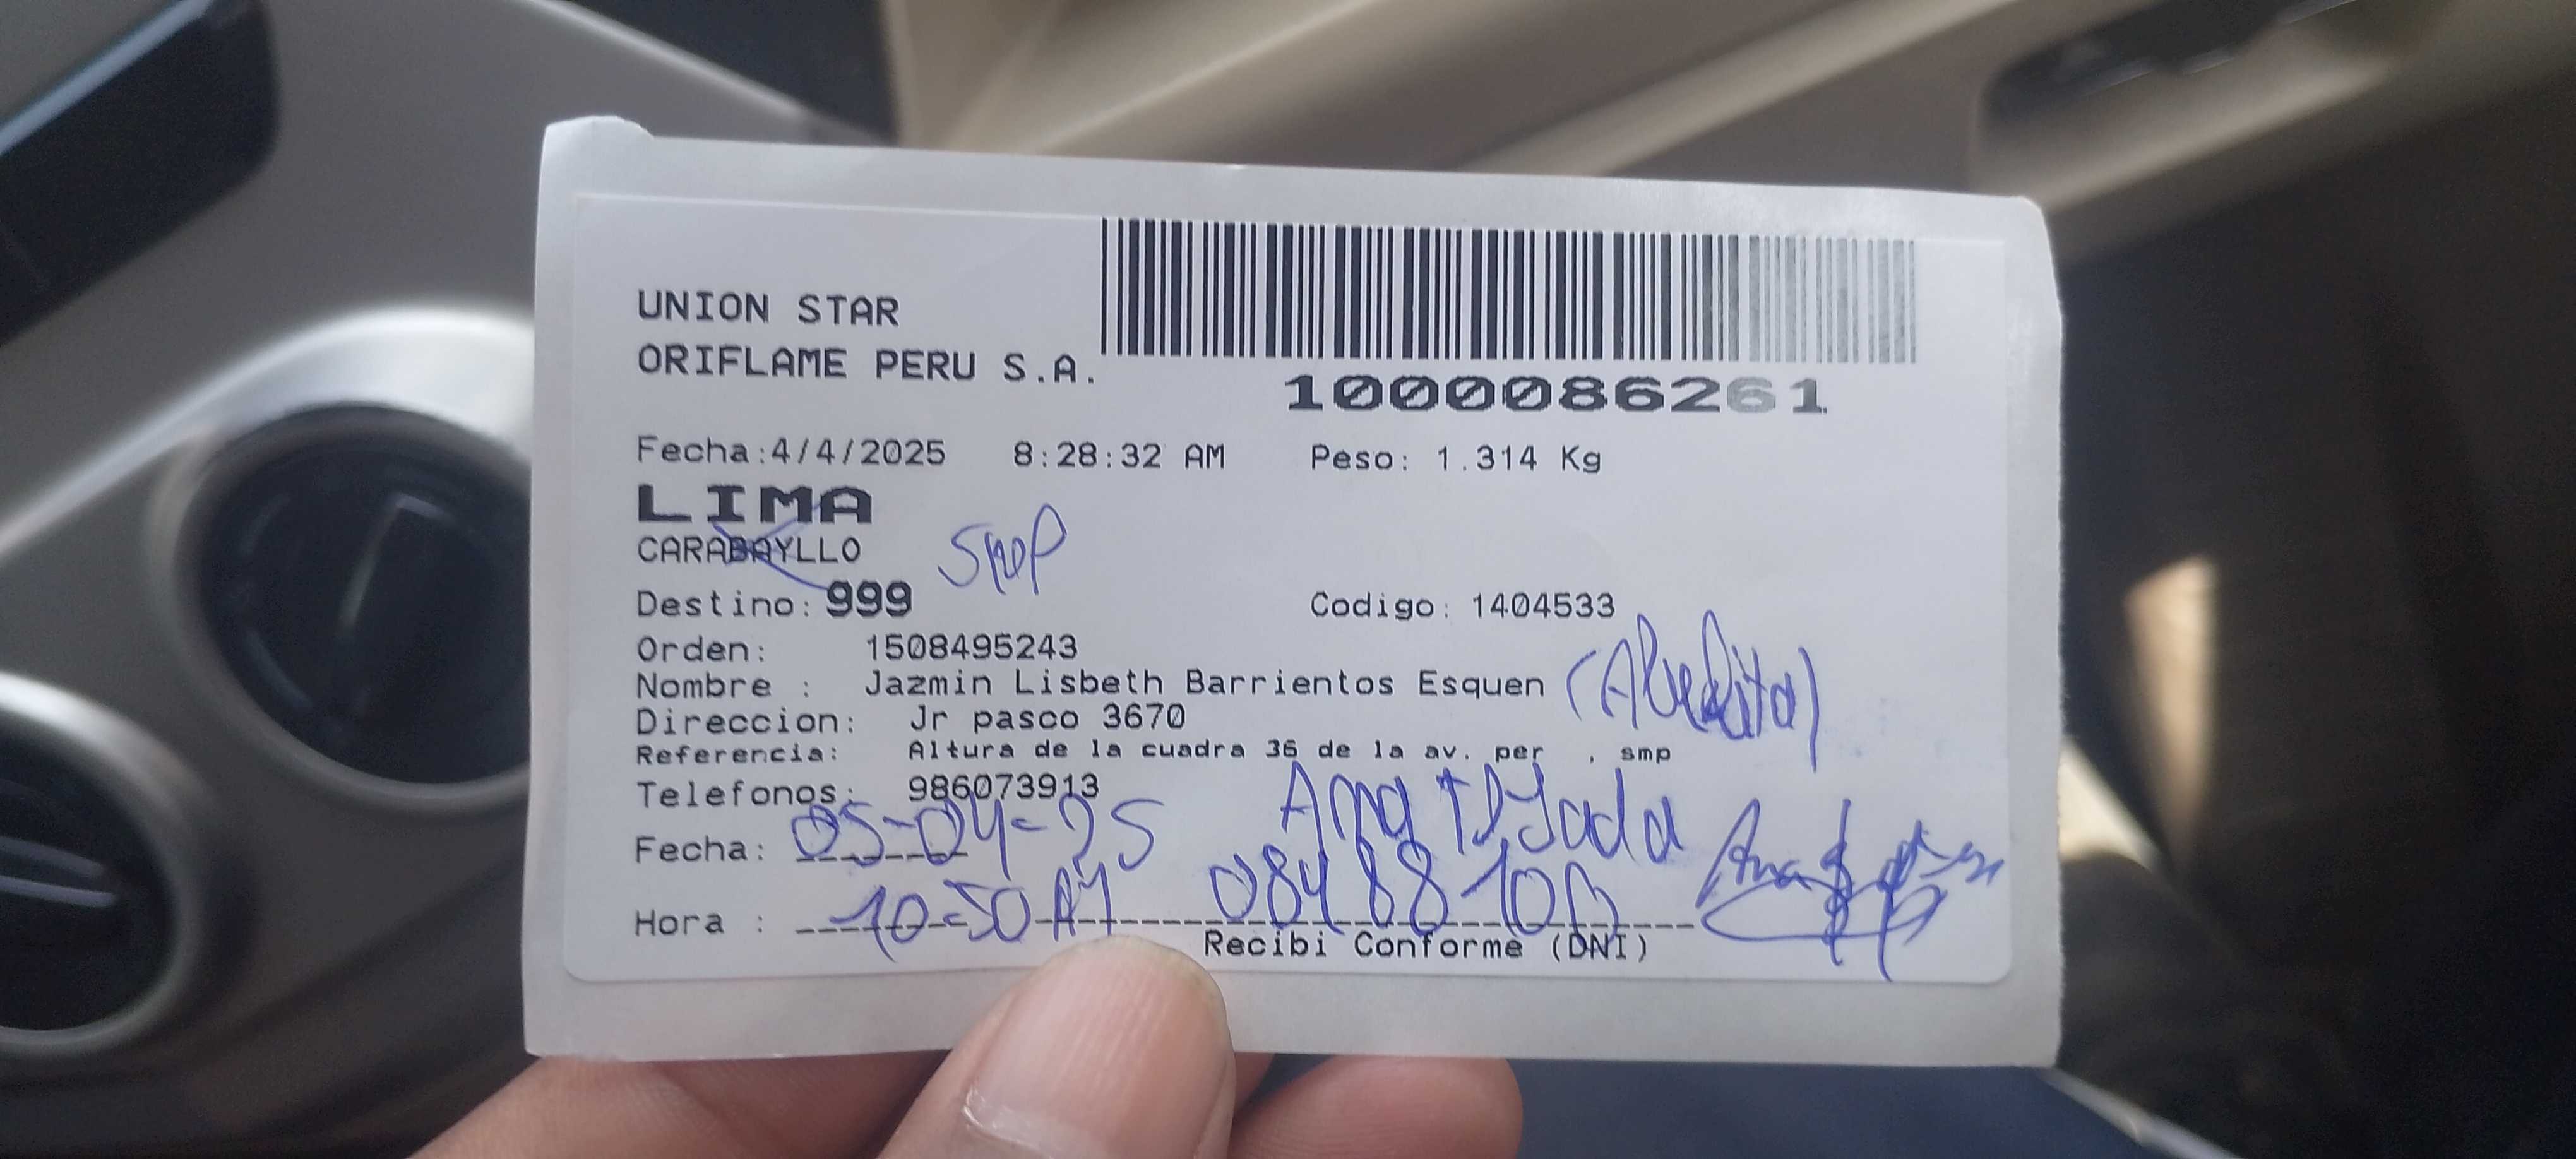 UNION STAR
ORIFLAME PERU S.A.
1000086261
Fecha:4/4/2025 8:28:32 AM Peso: 1.314 Kg
LIMA
CARABAYLLO SMP
Destino: 999 Codigo: 1404533
Orden: 1508495243
Nombre : Jazmin Lisbeth Barrientos Esquen (Abuelita)
Direccion: Jr pasco 3670
Referencia: Altura de la cuadra 36 de la av. per , smp
Telefonos: 986073913
Fecha: 05-04-25 Ana
Hora : 10:50 AM 08488100
Recibi Conforme (DNI)